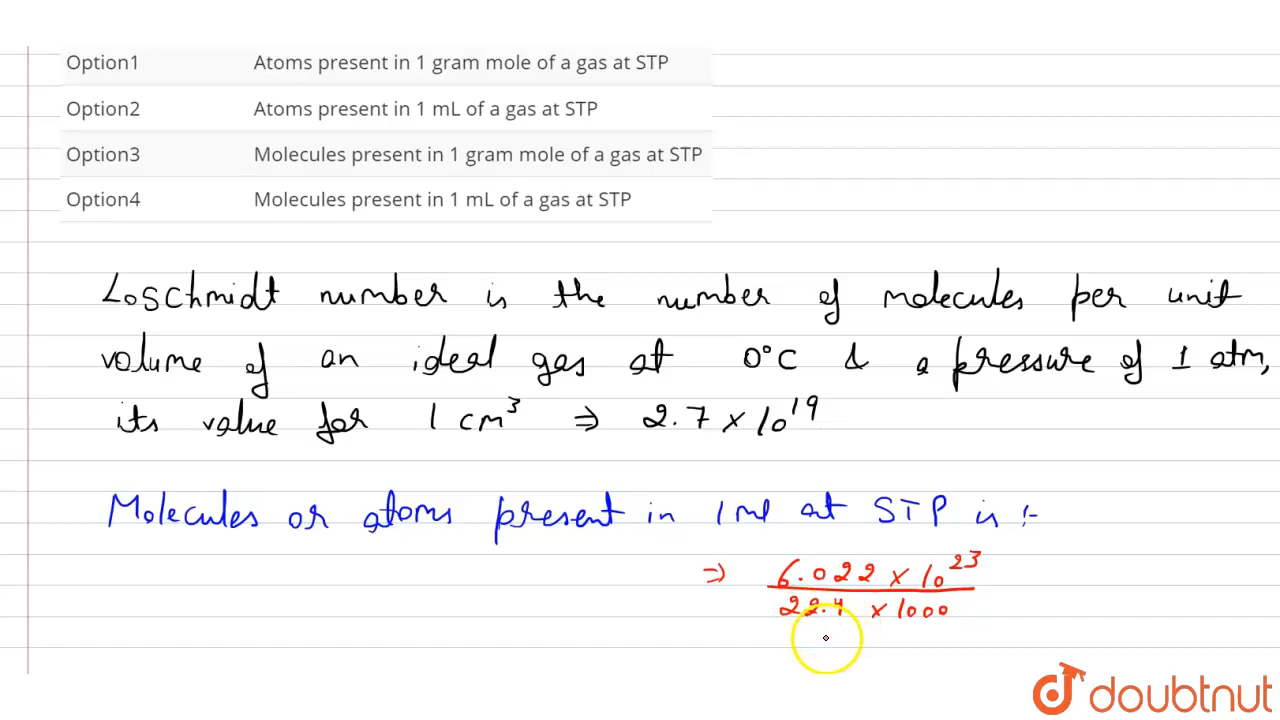 Option1 Atoms present in 1 gram mole of a gas at STP
Option2 Atoms present in 1 mL of a gas at STP
Option3 Molecules present in 1 gram mole of a gas at STP
Option4 Molecules present in 1 mL of a gas at STP
Loschmidt number is the number of molecules per unit
volume of an ideal gas at 0°C & a pressure of 1 atm,
its value for 1 cm³ ⇒ 2.7 × 10¹⁹
Molecules or atoms present in 1ml at STP is :-
⇒ 6.022 × 10²³
22.4 × 1000
doubtnut